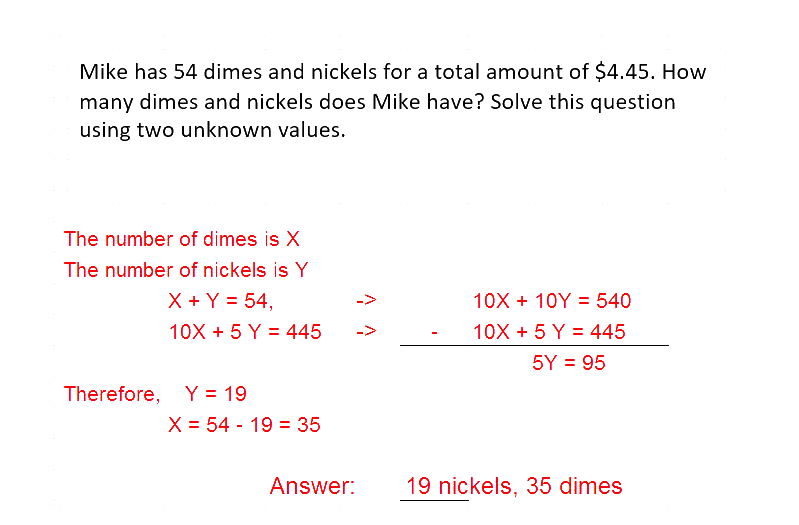 Mike has 54 dimes and nickels for a total amount of $4.45. How
many dimes and nickels does Mike have? Solve this question
using two unknown values.
The number of dimes is X
The number of nickels is Y
X + Y = 54, -> 10X + 10Y = 540
10X + 5 Y = 445 -> - 10X + 5 Y = 445
5Y = 95
Therefore, Y = 19
X = 54 - 19 = 35
Answer: 19 nickels, 35 dimes